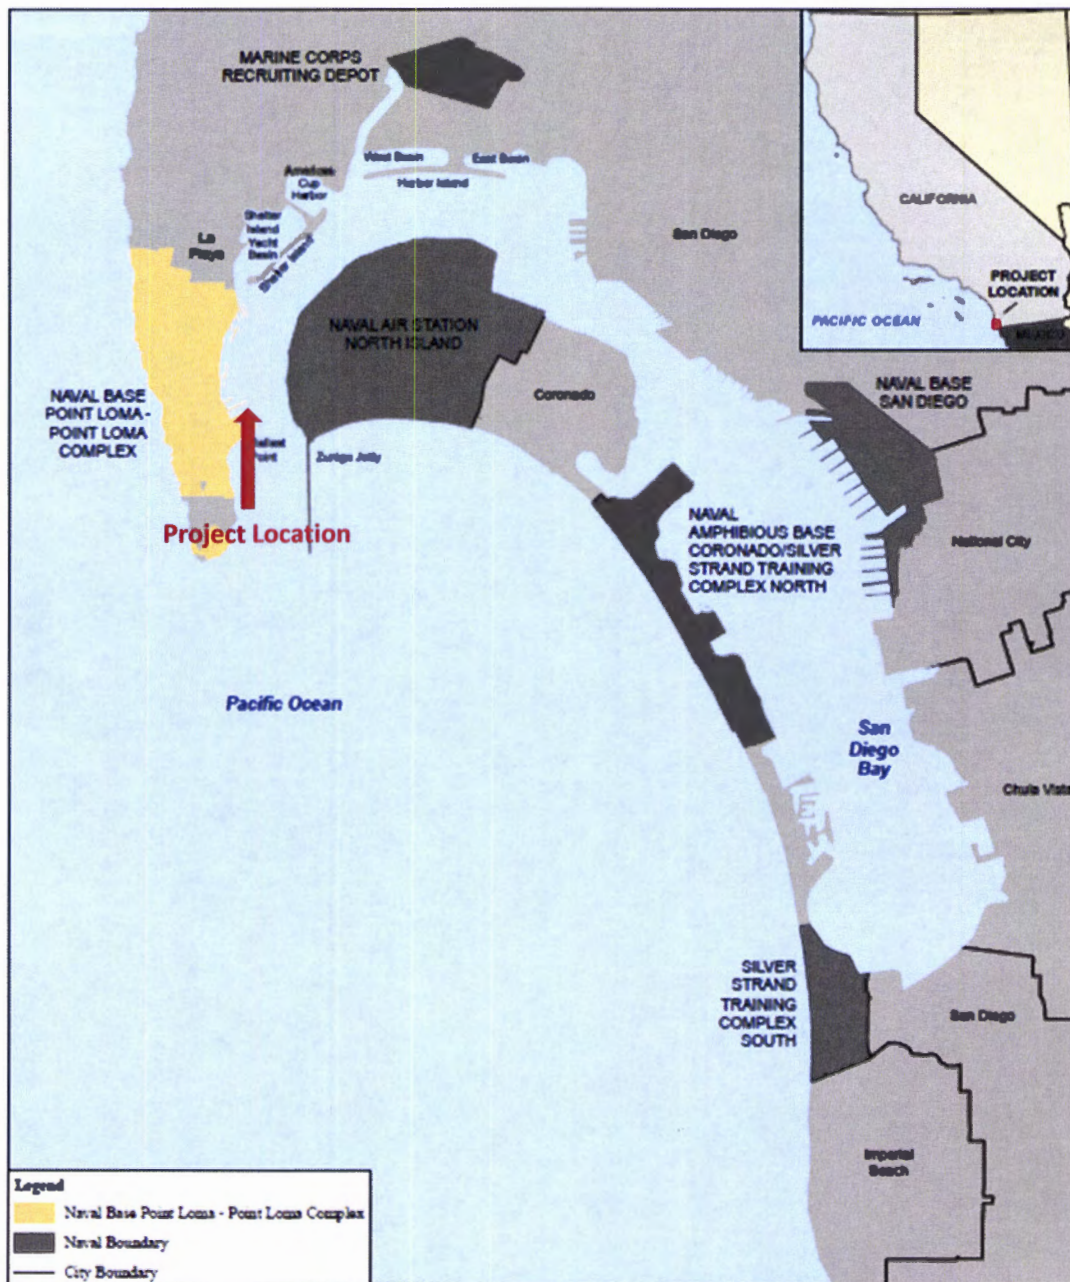 MARINE CORPS
RECRUITING DEPOT
West Basin
East Basin
Harbor Island
Americas
Cup
Harbor
Shelter
Island
Yacht
Basin
Shelter Island
La
Playa
San Diego
CALIFORNIA
PROJECT
LOCATION
PACIFIC OCEAN
MEXICO
NAVAL AIR STATION
NORTH ISLAND
NAVAL BASE
POINT LOMA -
POINT LOMA
COMPLEX
Coronado
NAVAL BASE
SAN DIEGO
Zuniga Jetty
Project Location
NAVAL
AMPHIBIOUS BASE
CORONADO/SILVER
STRAND TRAINING
COMPLEX NORTH
National City
Pacific Ocean
San
Diego
Bay
Chula Vista
SILVER
STRAND
TRAINING
COMPLEX
SOUTH
San Diego
Imperial
Beach
Legend
Naval Base Point Loma - Point Loma Complex
Naval Boundary
City Boundary